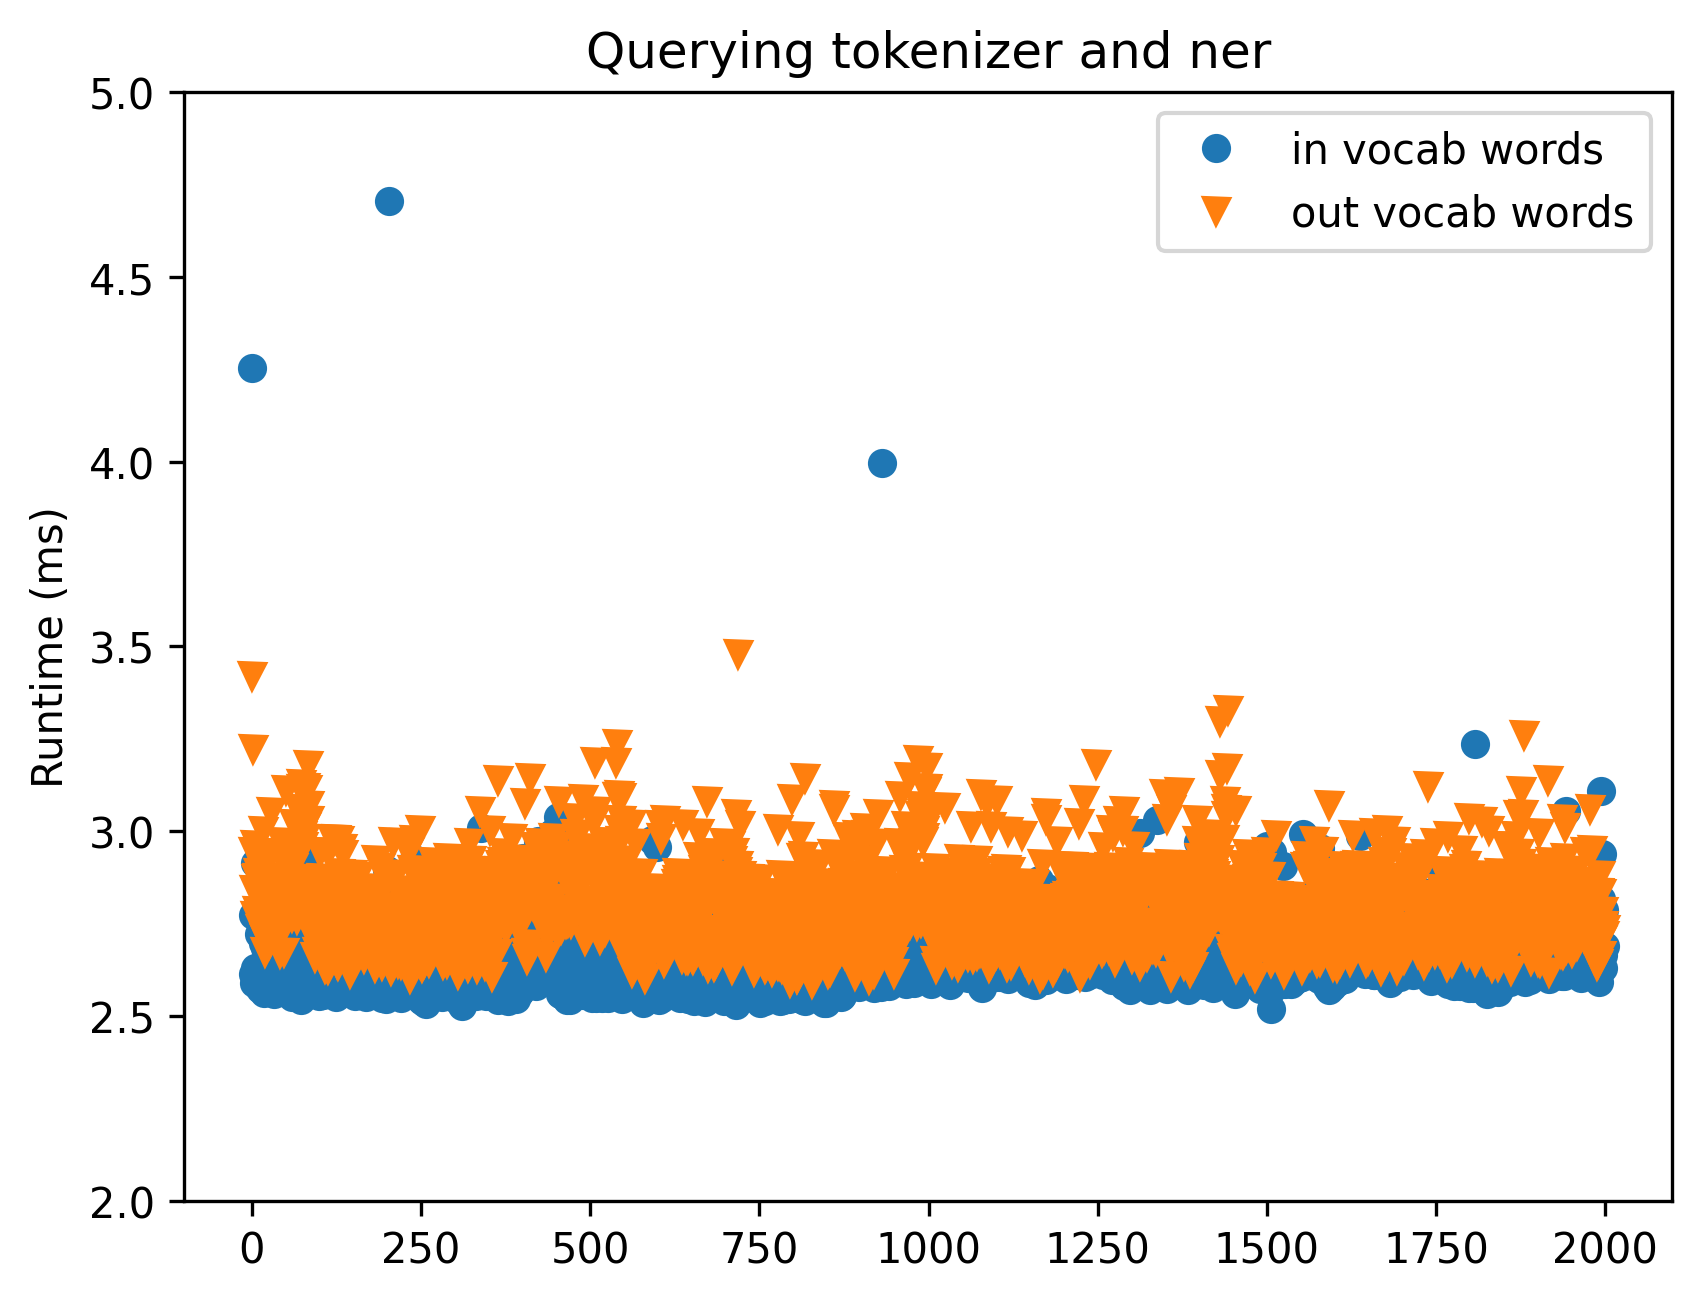 Querying tokenizer and ner
5.0
4.5
4.0
3.5
3.0
2.5
2.0
Runtime (ms)
in vocab words
out vocab words
0 250 500 750 1000 1250 1500 1750 2000